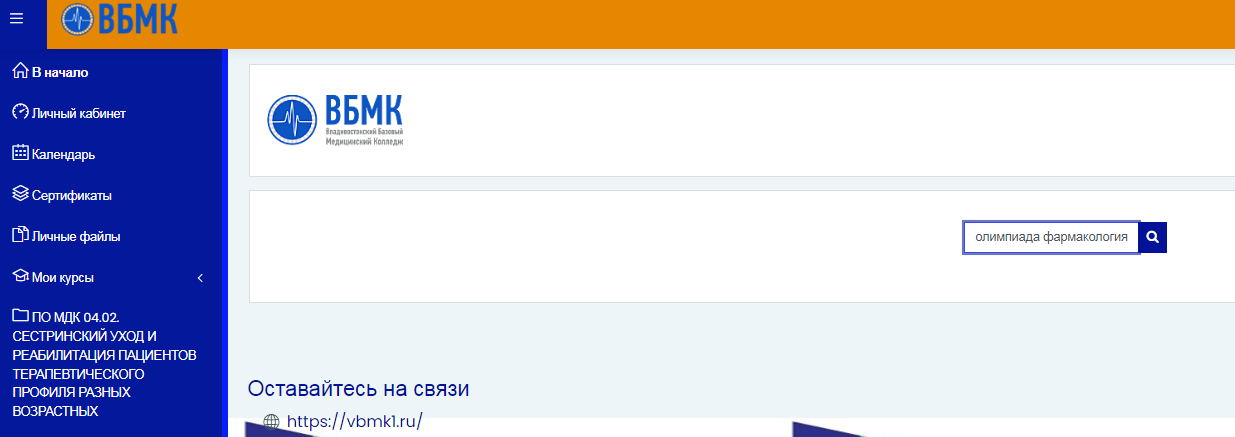 ВБМК
В начало
Личный кабинет
Календарь
Сертификаты
Личные файлы
Мои курсы
ПО МДК 04.02.
СЕСТРИНСКИЙ УХОД И
РЕАБИЛИТАЦИЯ ПАЦИЕНТОВ
ТЕРАПЕВТИЧЕСКОГО
ПРОФИЛЯ РАЗНЫХ
ВОЗРАСТНЫХ
ВБМК
Владивостокский Базовый
Медицинский Колледж
олимпиада фармакология
Оставайтесь на связи
https://vbmk1.ru/